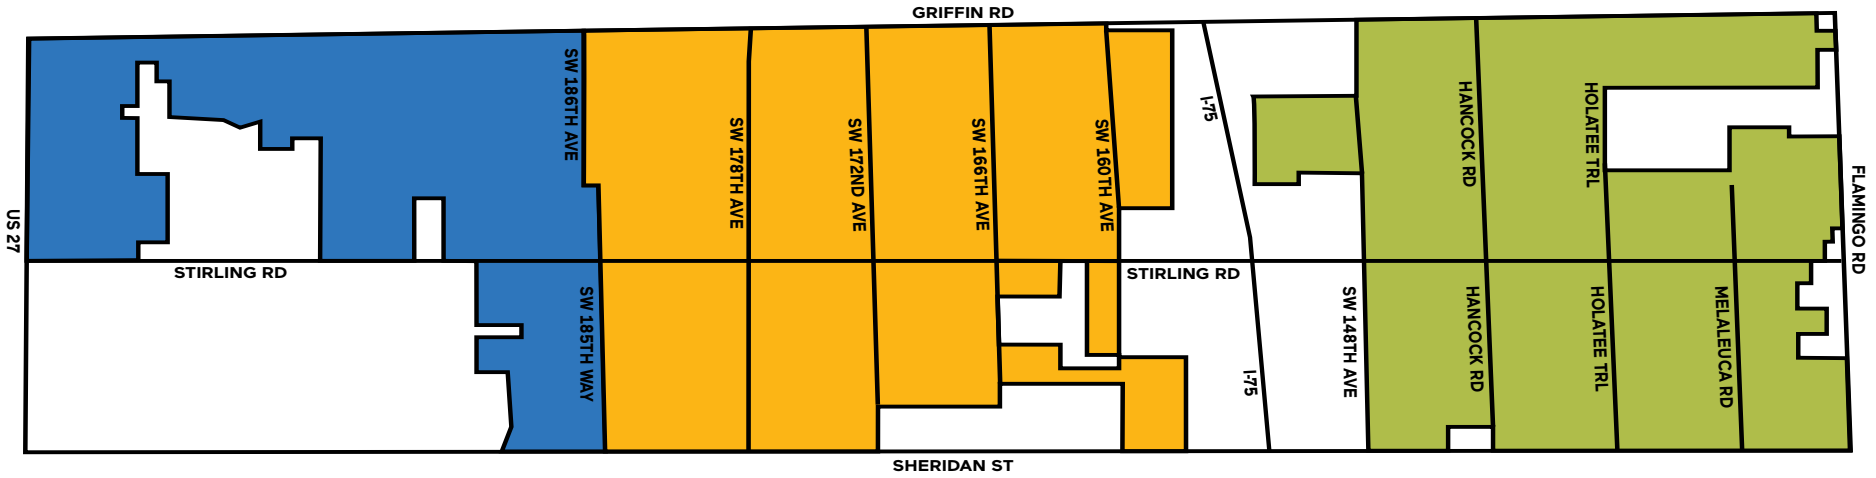 GRIFFIN RD
US 27
SW 186TH AVE
SW 178TH AVE
SW 172ND AVE
SW 166TH AVE
SW 160TH AVE
I-75
HANCOCK RD
HOLATEE TRL
FLAMINGO RD
STIRLING RD
STIRLING RD
SW 185TH WAY
I-75
SW 148TH AVE
HANCOCK RD
HOLATEE TRL
MELALEUCA RD
SHERIDAN ST